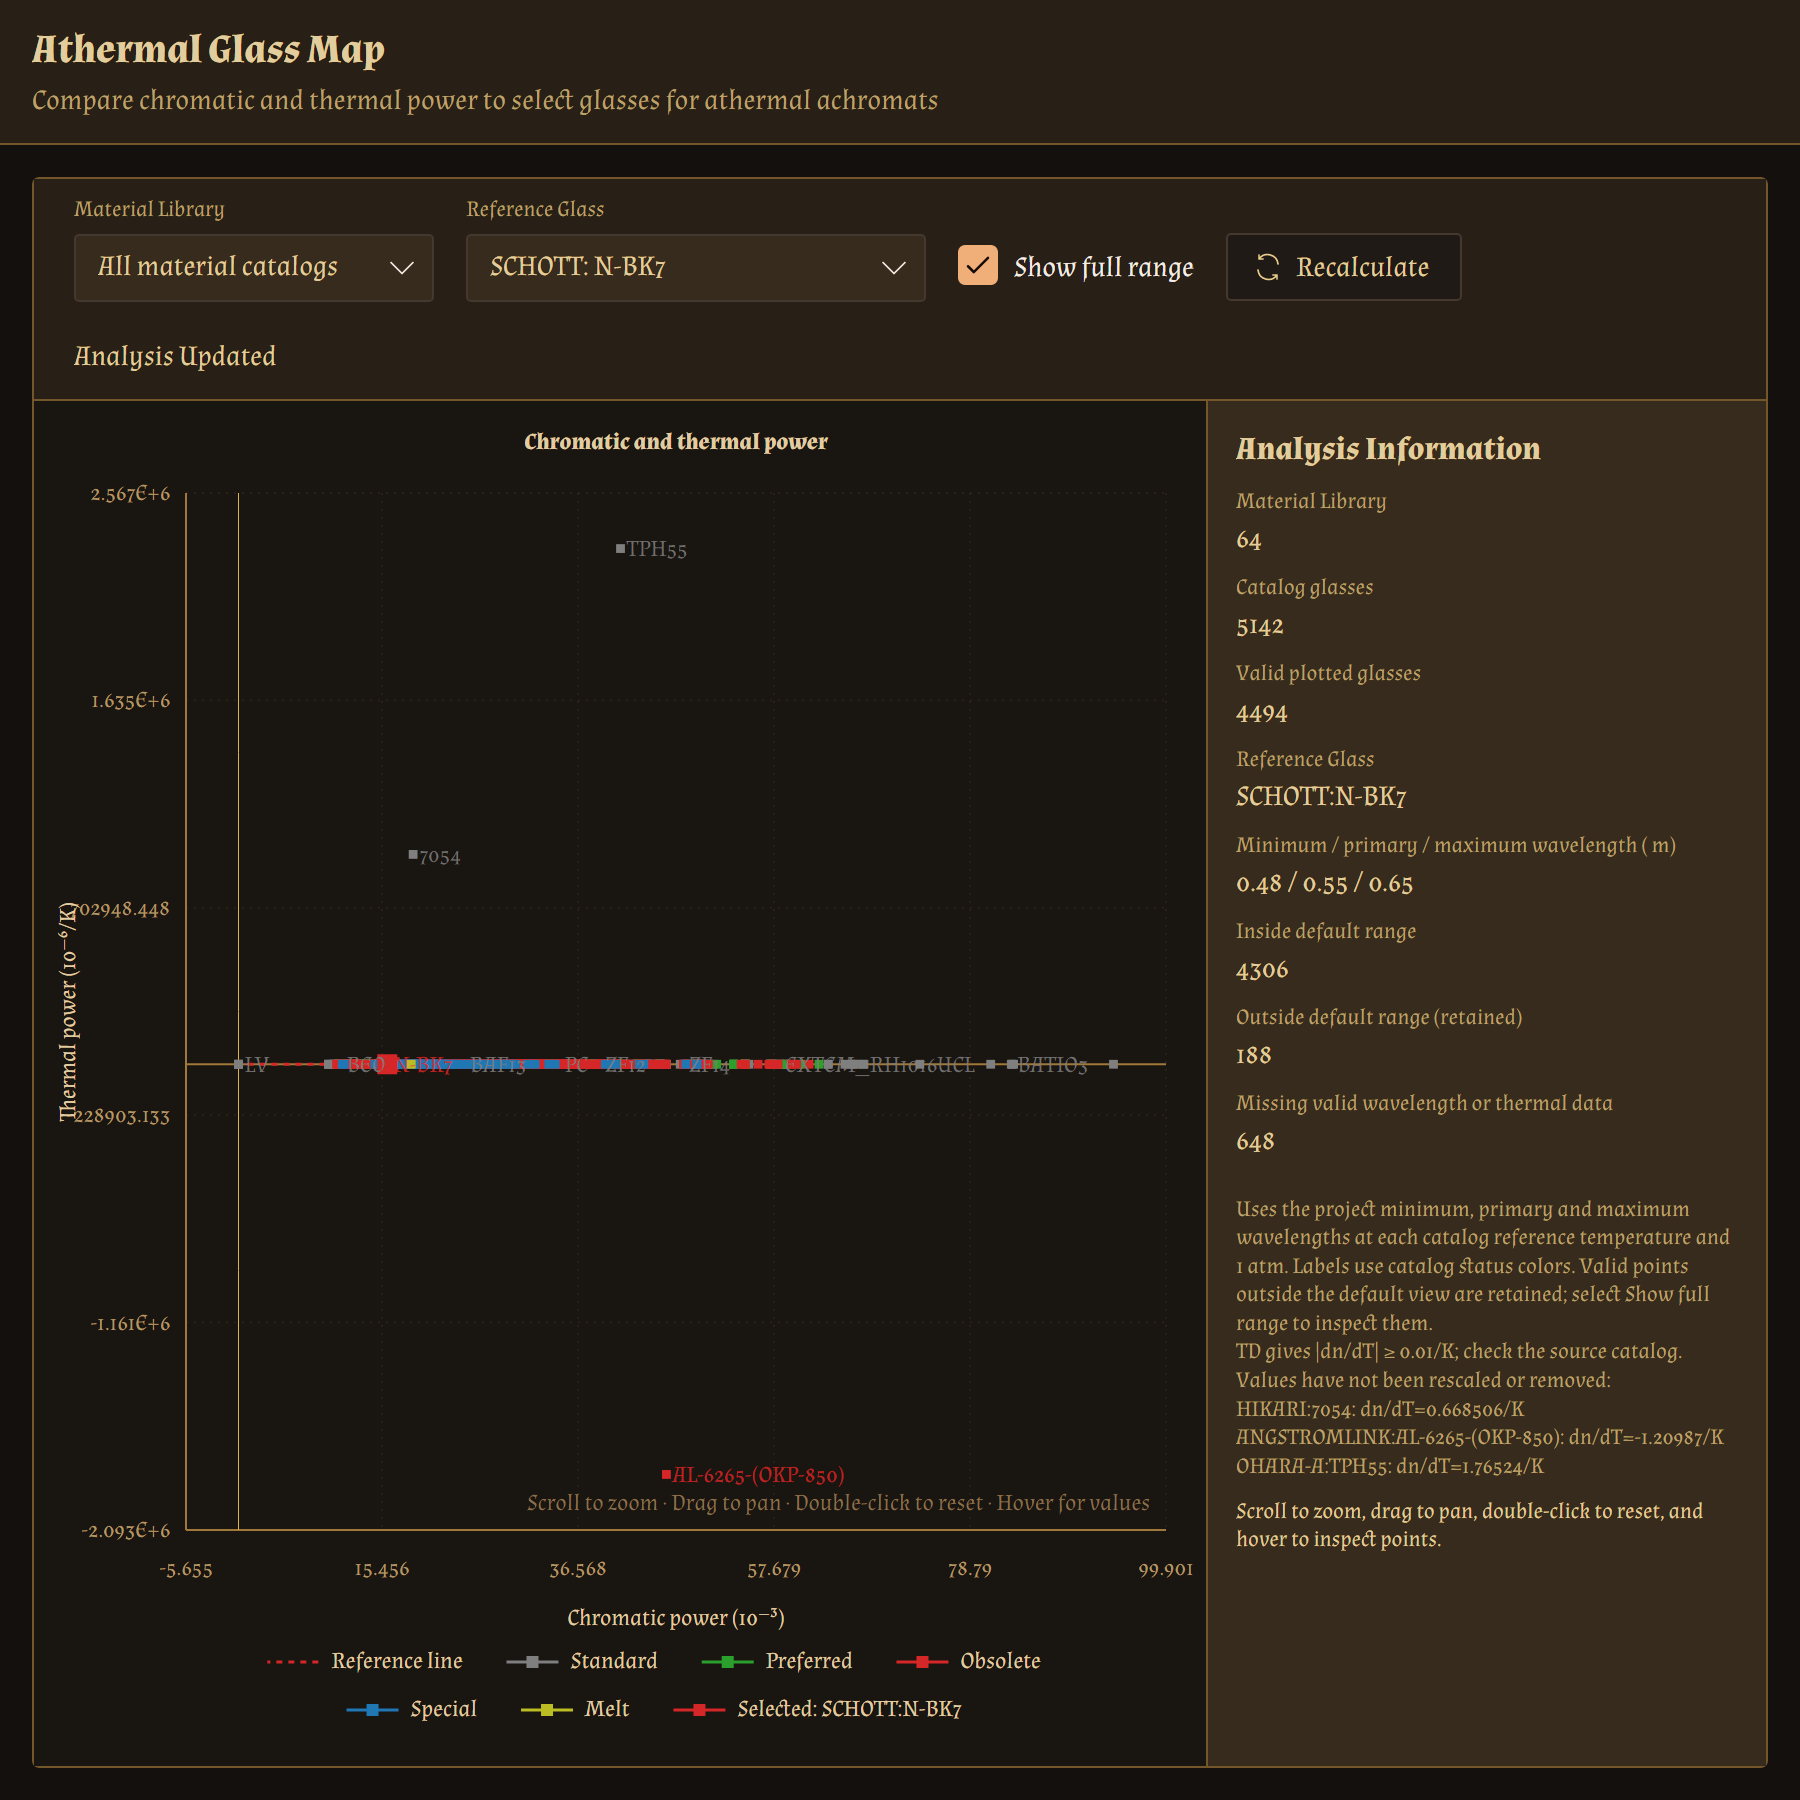 Athermal Glass Map
Compare chromatic and thermal power to select glasses for athermal achromats
Material Library
Reference Glass
All material catalogs
SCHOTT: N-BK7
Show full range
Recalculate
Analysis Updated
Chromatic and thermal power
2.567E+6
1.635E+6
02948.448
228903.133
-1.161E+6
-2.093E+6
Thermal power (10⁻⁶/K)
TPH55
7054
LV
BGO
N-BK7
BAF13
PC
ZF12
ZF14
EXTEM_RH1016UCL
BATIO3
AL-6265-(OKP-850)
Scroll to zoom · Drag to pan · Double-click to reset · Hover for values
-5.655
15.456
36.568
57.679
78.79
99.901
Chromatic power (10⁻³)
Reference line
Standard
Preferred
Obsolete
Special
Melt
Selected: SCHOTT:N-BK7
Analysis Information
Material Library
64
Catalog glasses
5142
Valid plotted glasses
4494
Reference Glass
SCHOTT:N-BK7
Minimum / primary / maximum wavelength ( m)
0.48 / 0.55 / 0.65
Inside default range
4306
Outside default range (retained)
188
Missing valid wavelength or thermal data
648
Uses the project minimum, primary and maximum
wavelengths at each catalog reference temperature and
1 atm. Labels use catalog status colors. Valid points
outside the default view are retained; select Show full
range to inspect them.
TD gives |dn/dT| ≥ 0.01/K; check the source catalog.
Values have not been rescaled or removed:
HIKARI:7054: dn/dT=0.668506/K
ANGSTROMLINK:AL-6265-(OKP-850): dn/dT=-1.20987/K
OHARA-A:TPH55: dn/dT=1.76524/K
Scroll to zoom, drag to pan, double-click to reset, and
hover to inspect points.